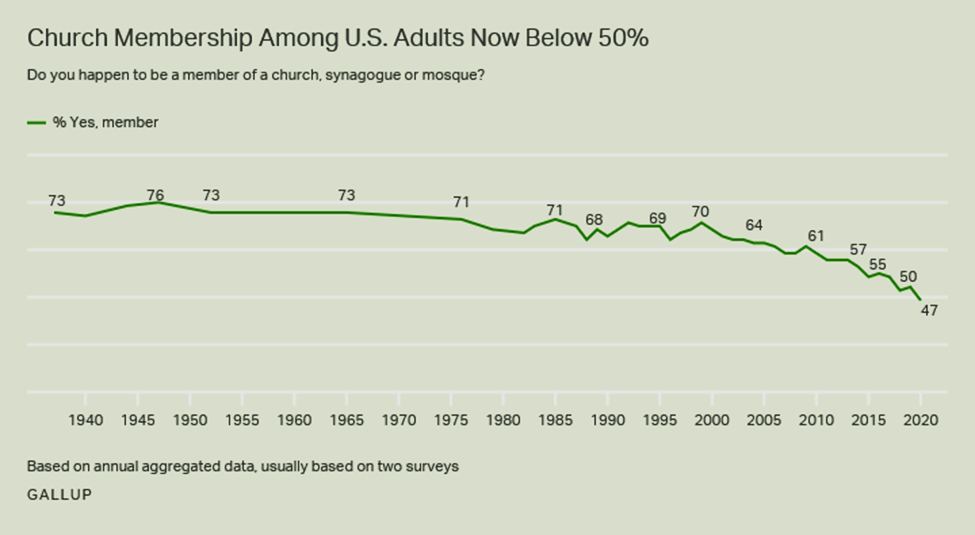 Church Membership Among U.S. Adults Now Below 50%
Do you happen to be a member of a church, synagogue or mosque?
% Yes, member
73 76 73 73 71 71 68 69 70 64 61 57 55 50 47
1940 1945 1950 1955 1960 1965 1970 1975 1980 1985 1990 1995 2000 2005 2010 2015 2020
Based on annual aggregated data, usually based on two surveys
GALLUP